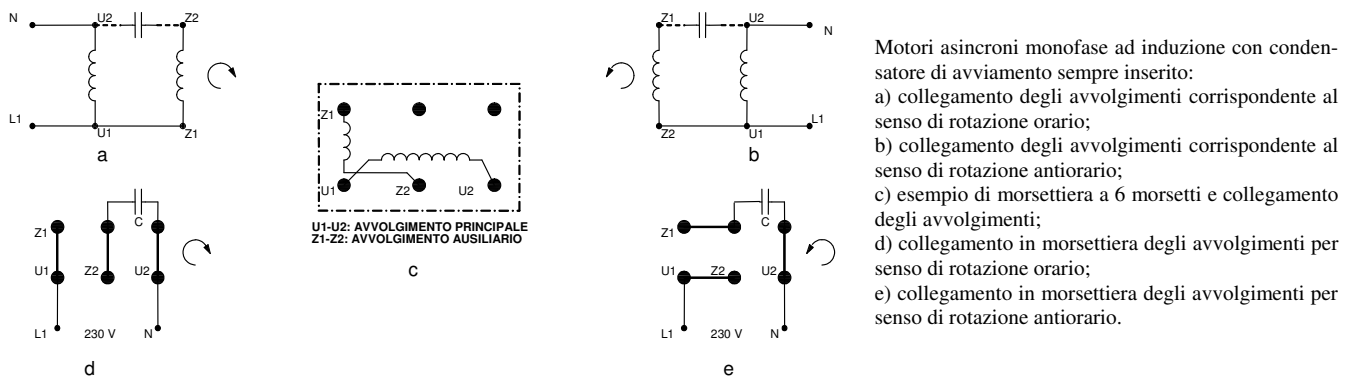 N
U2
Z2
L1
U1
Z1
a
Z1
U1
Z2
U2
U1-U2: AVVOLGIMENTO PRINCIPALE
Z1-Z2: AVVOLGIMENTO AUSILIARIO
c
Z1
U2
N
Z2
U1
L1
b
C
Z1
U1
Z2
U2
L1
230 V
N
d
C
Z1
U1
Z2
U2
L1
230 V
N
e
Motori asincroni monofase ad induzione con conden-
satore di avviamento sempre inserito:
a) collegamento degli avvolgimenti corrispondente al
senso di rotazione orario;
b) collegamento degli avvolgimenti corrispondente al
senso di rotazione antiorario;
c) esempio di morsettiera a 6 morsetti e collegamento
degli avvolgimenti;
d) collegamento in morsettiera degli avvolgimenti per
senso di rotazione orario;
e) collegamento in morsettiera degli avvolgimenti per
senso di rotazione antiorario.